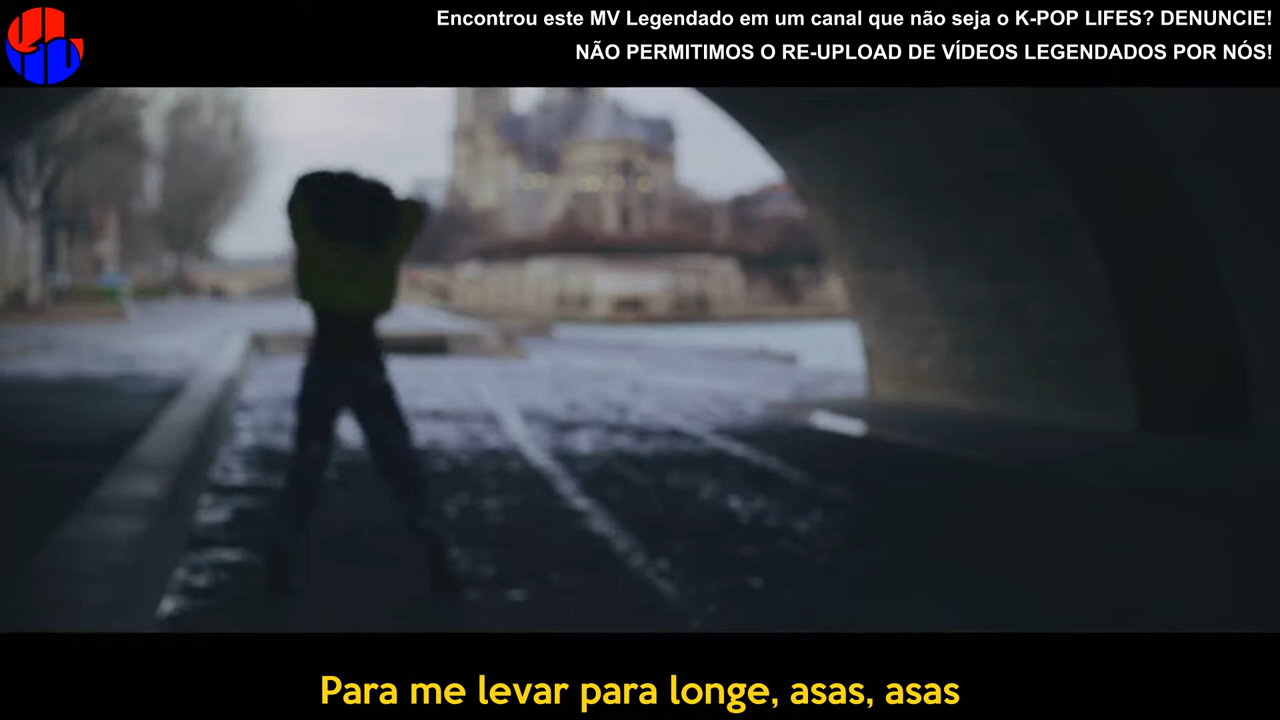 Encontrou este MV Legendado em um canal que não seja o K-POP LIFES? DENUNCIE!
NÃO PERMITIMOS O RE-UPLOAD DE VÍDEOS LEGENDADOS POR NÓS!
Para me levar para longe, asas, asas